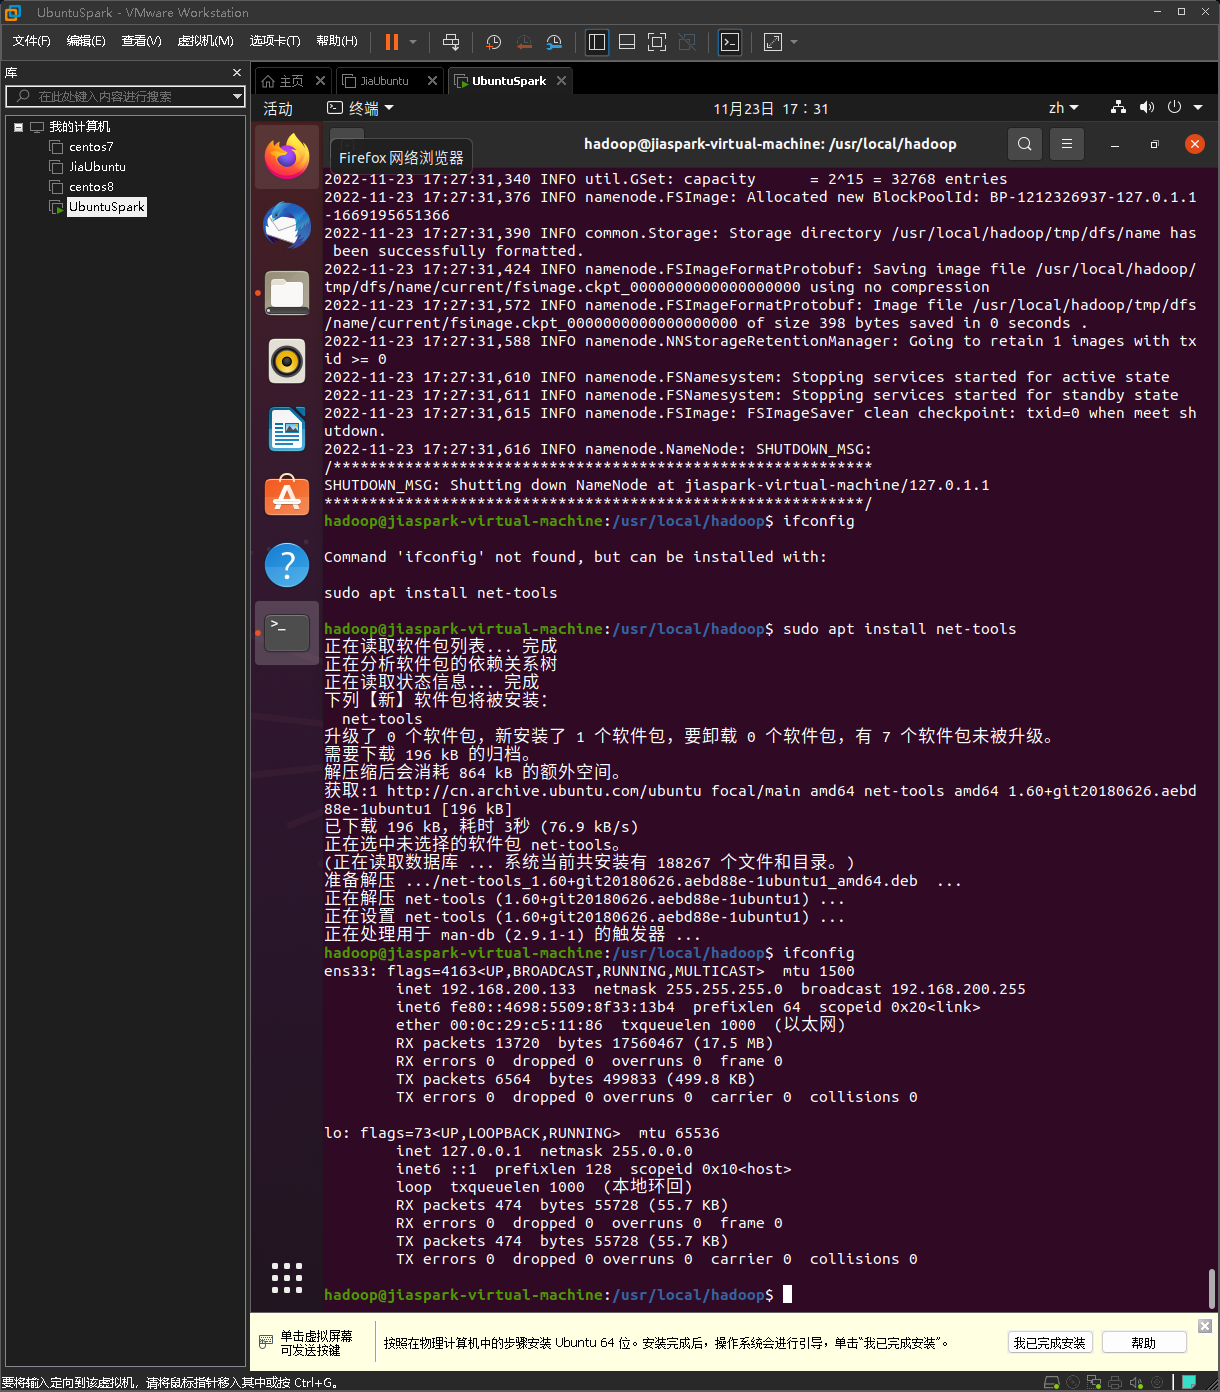 UbuntuSpark - VMware Workstation
文件(F) 编辑(E) 查看(V) 虚拟机(M) 选项卡(T) 帮助(H)
库
在此处键入内容进行搜索
我的计算机
centos7
JiaUbuntu
centos8
UbuntuSpark
主页 JiaUbuntu UbuntuSpark
活动 终端 11月23日 17：31 zh
hadoop@jiaspark-virtual-machine: /usr/local/hadoop
Firefox 网络浏览器
2022-11-23 17:27:31,340 INFO util.GSet: capacity      = 2^15 = 32768 entries
2022-11-23 17:27:31,376 INFO namenode.FSImage: Allocated new BlockPoolId: BP-1212326937-127.0.1.1
-1669195651366
2022-11-23 17:27:31,390 INFO common.Storage: Storage directory /usr/local/hadoop/tmp/dfs/name has
 been successfully formatted.
2022-11-23 17:27:31,424 INFO namenode.FSImageFormatProtobuf: Saving image file /usr/local/hadoop/
tmp/dfs/name/current/fsimage.ckpt_0000000000000000000 using no compression
2022-11-23 17:27:31,572 INFO namenode.FSImageFormatProtobuf: Image file /usr/local/hadoop/tmp/dfs
/name/current/fsimage.ckpt_0000000000000000000 of size 398 bytes saved in 0 seconds .
2022-11-23 17:27:31,588 INFO namenode.NNStorageRetentionManager: Going to retain 1 images with tx
id >= 0
2022-11-23 17:27:31,610 INFO namenode.FSNamesystem: Stopping services started for active state
2022-11-23 17:27:31,611 INFO namenode.FSNamesystem: Stopping services started for standby state
2022-11-23 17:27:31,615 INFO namenode.FSImage: FSImageSaver clean checkpoint: txid=0 when meet sh
utdown.
2022-11-23 17:27:31,616 INFO namenode.NameNode: SHUTDOWN_MSG:
/************************************************************
SHUTDOWN_MSG: Shutting down NameNode at jiaspark-virtual-machine/127.0.1.1
************************************************************/
hadoop@jiaspark-virtual-machine:/usr/local/hadoop$ ifconfig
Command 'ifconfig' not found, but can be installed with:
sudo apt install net-tools
hadoop@jiaspark-virtual-machine:/usr/local/hadoop$ sudo apt install net-tools
正在读取软件包列表... 完成
正在分析软件包的依赖关系树
正在读取状态信息... 完成
下列【新】软件包将被安装：
  net-tools
升级了 0 个软件包，新安装了 1 个软件包，要卸载 0 个软件包，有 7 个软件包未被升级。
需要下载 196 kB 的归档。
解压缩后会消耗 864 kB 的额外空间。
获取:1 http://cn.archive.ubuntu.com/ubuntu focal/main amd64 net-tools amd64 1.60+git20180626.aebd
88e-1ubuntu1 [196 kB]
已下载 196 kB，耗时 3秒 (76.9 kB/s)
正在选中未选择的软件包 net-tools。
(正在读取数据库 ... 系统当前共安装有 188267 个文件和目录。)
准备解压 .../net-tools_1.60+git20180626.aebd88e-1ubuntu1_amd64.deb  ...
正在解压 net-tools (1.60+git20180626.aebd88e-1ubuntu1) ...
正在设置 net-tools (1.60+git20180626.aebd88e-1ubuntu1) ...
正在处理用于 man-db (2.9.1-1) 的触发器 ...
hadoop@jiaspark-virtual-machine:/usr/local/hadoop$ ifconfig
ens33: flags=4163<UP,BROADCAST,RUNNING,MULTICAST>  mtu 1500
        inet 192.168.200.133  netmask 255.255.255.0  broadcast 192.168.200.255
        inet6 fe80::4698:5509:8f33:13b4  prefixlen 64  scopeid 0x20<link>
        ether 00:0c:29:c5:11:86  txqueuelen 1000  (以太网)
        RX packets 13720  bytes 17560467 (17.5 MB)
        RX errors 0  dropped 0  overruns 0  frame 0
        TX packets 6564  bytes 499833 (499.8 KB)
        TX errors 0  dropped 0 overruns 0  carrier 0  collisions 0
lo: flags=73<UP,LOOPBACK,RUNNING>  mtu 65536
        inet 127.0.0.1  netmask 255.0.0.0
        inet6 ::1  prefixlen 128  scopeid 0x10<host>
        loop  txqueuelen 1000  (本地环回)
        RX packets 474  bytes 55728 (55.7 KB)
        RX errors 0  dropped 0  overruns 0  frame 0
        TX packets 474  bytes 55728 (55.7 KB)
        TX errors 0  dropped 0 overruns 0  carrier 0  collisions 0
hadoop@jiaspark-virtual-machine:/usr/local/hadoop$
单击虚拟屏幕
可发送按键
按照在物理计算机中的步骤安装 Ubuntu 64 位。安装完成后，操作系统会进行引导，单击“我已完成安装”。
我已完成安装 帮助
要将输入定向到该虚拟机，请将鼠标指针移入其中或按 Ctrl+G。